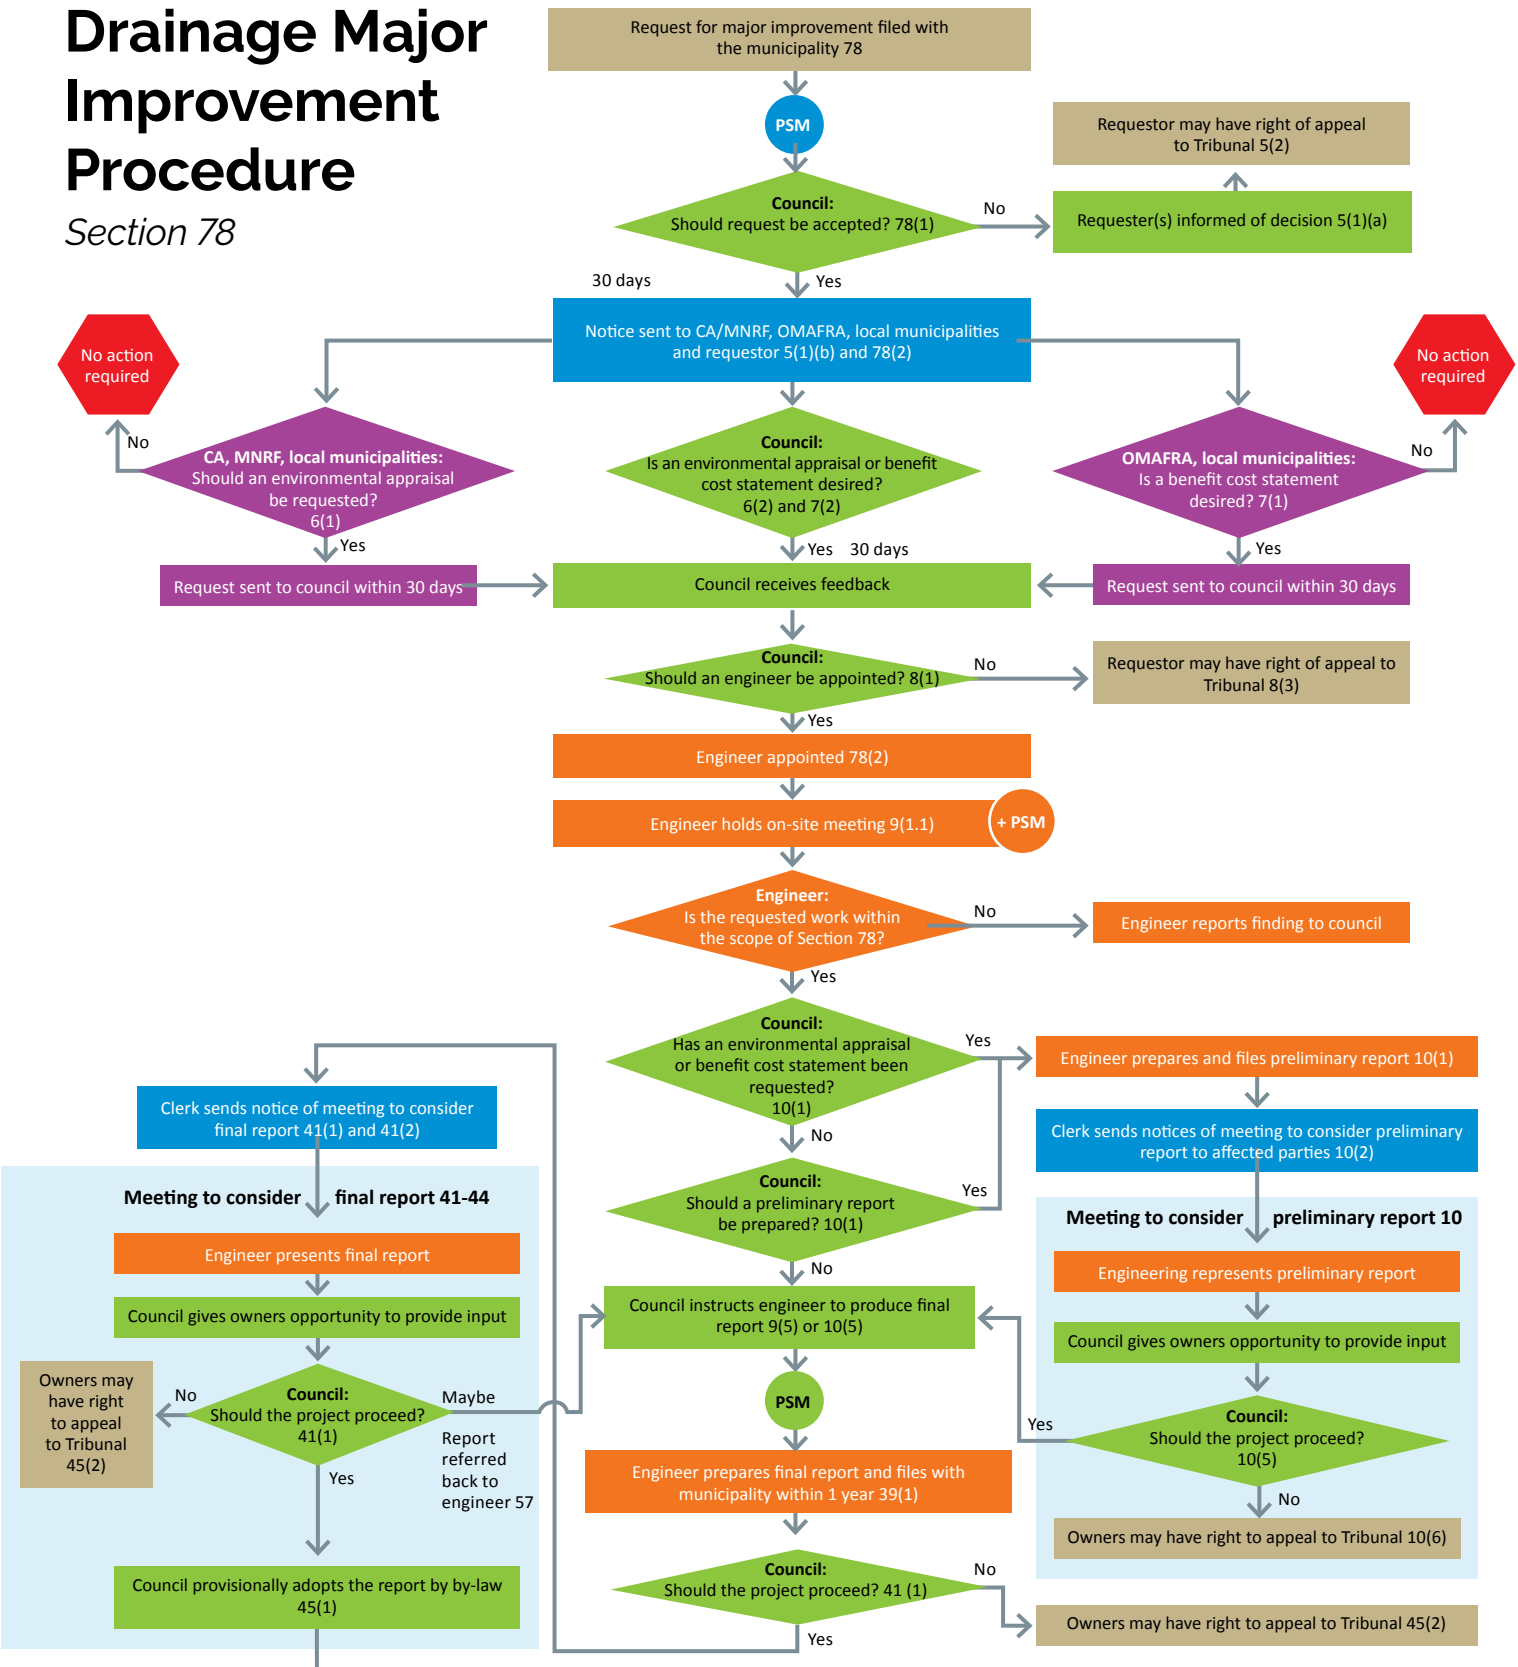 Drainage Major
Improvement
Procedure
Section 78
Request for major improvement filed with
the municipality 78
PSM
Council:
Should request be accepted? 78(1)
No
Requestor may have right of appeal
to Tribunal 5(2)
Requester(s) informed of decision 5(1)(a)
30 days
Yes
Notice sent to CA/MNRF, OMAFRA, local municipalities
and requestor 5(1)(b) and 78(2)
No action
required
No
CA, MNRF, local municipalities:
Should an environmental appraisal
be requested?
6(1)
Yes
Request sent to council within 30 days
Council:
Is an environmental appraisal or benefit
cost statement desired?
6(2) and 7(2)
Yes 30 days
Council receives feedback
No action
required
No
OMAFRA, local municipalities:
Is a benefit cost statement
desired? 7(1)
Yes
Request sent to council within 30 days
Council:
Should an engineer be appointed? 8(1)
No
Requestor may have right of appeal to
Tribunal 8(3)
Yes
Engineer appointed 78(2)
Engineer holds on-site meeting 9(1.1)
+ PSM
Engineer:
Is the requested work within
the scope of Section 78?
No
Engineer reports finding to council
Yes
Council:
Has an environmental appraisal
or benefit cost statement been
requested?
10(1)
Yes
No
Council:
Should a preliminary report
be prepared? 10(1)
Yes
No
Engineer prepares and files preliminary report 10(1)
Clerk sends notices of meeting to consider preliminary
report to affected parties 10(2)
Meeting to consider preliminary report 10
Engineering represents preliminary report
Council gives owners opportunity to provide input
Council:
Should the project proceed?
10(5)
Yes
No
Owners may have right to appeal to Tribunal 10(6)
Council instructs engineer to produce final
report 9(5) or 10(5)
PSM
Engineer prepares final report and files with
municipality within 1 year 39(1)
Council:
Should the project proceed? 41 (1)
No
Owners may have right to appeal to Tribunal 45(2)
Yes
Clerk sends notice of meeting to consider
final report 41(1) and 41(2)
Meeting to consider final report 41-44
Engineer presents final report
Council gives owners opportunity to provide input
Council:
Should the project proceed?
41(1)
No
Owners may
have right
to appeal
to Tribunal
45(2)
Maybe
Report
referred
back to
engineer 57
Yes
Council provisionally adopts the report by by-law
45(1)